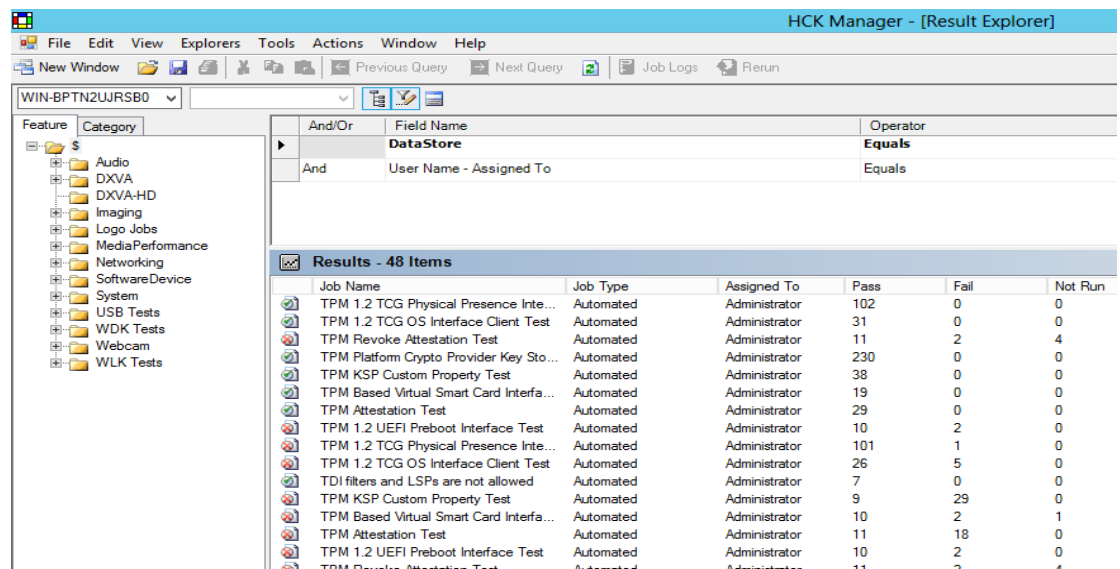 HCK Manager - [Result Explorer]
File Edit View Explorers Tools Actions Window Help
New Window Previous Query Next Query Job Logs Rerun
WIN-BPTN2UJRSB0
Feature Category
$
Audio
DXVA
DXVA-HD
Imaging
Logo Jobs
MediaPerformance
Networking
SoftwareDevice
System
USB Tests
WDK Tests
Webcam
WLK Tests
And/Or Field Name Operator
DataStore Equals
And User Name - Assigned To Equals
Results - 48 Items
Job Name Job Type Assigned To Pass Fail Not Run
TPM 1.2 TCG Physical Presence Inte... Automated Administrator 102 0 0
TPM 1.2 TCG OS Interface Client Test Automated Administrator 31 0 0
TPM Revoke Attestation Test Automated Administrator 11 2 4
TPM Platform Crypto Provider Key Sto... Automated Administrator 230 0 0
TPM KSP Custom Property Test Automated Administrator 38 0 0
TPM Based Virtual Smart Card Interfa... Automated Administrator 19 0 0
TPM Attestation Test Automated Administrator 29 0 0
TPM 1.2 UEFI Preboot Interface Test Automated Administrator 10 2 0
TPM 1.2 TCG Physical Presence Inte... Automated Administrator 101 1 0
TPM 1.2 TCG OS Interface Client Test Automated Administrator 26 5 0
TDI filters and LSPs are not allowed Automated Administrator 7 0 0
TPM KSP Custom Property Test Automated Administrator 9 29 0
TPM Based Virtual Smart Card Interfa... Automated Administrator 10 2 1
TPM Attestation Test Automated Administrator 11 18 0
TPM 1.2 UEFI Preboot Interface Test Automated Administrator 10 2 0
TPM Revoke Attestation Test Automated Administrator 11